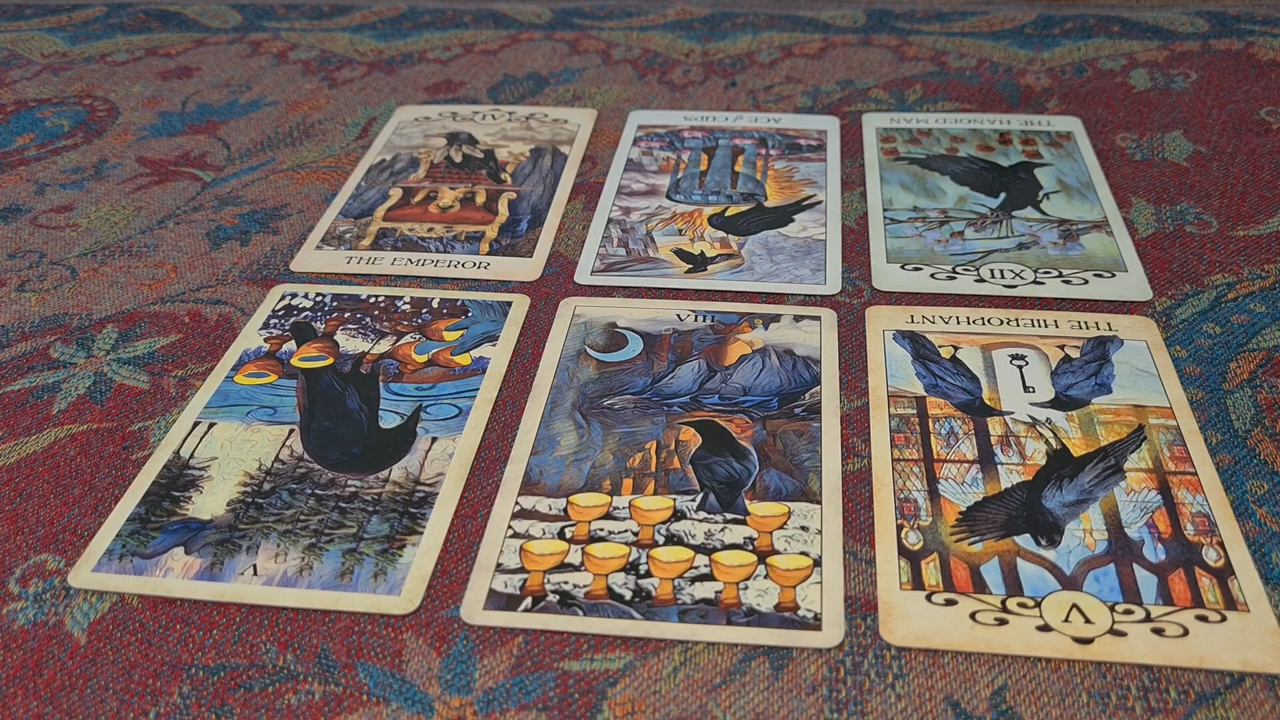 IV
THE EMPEROR
ACE of CUPS
THE HANGED MAN
XII
V
VIII
THE HIEROPHANT
V